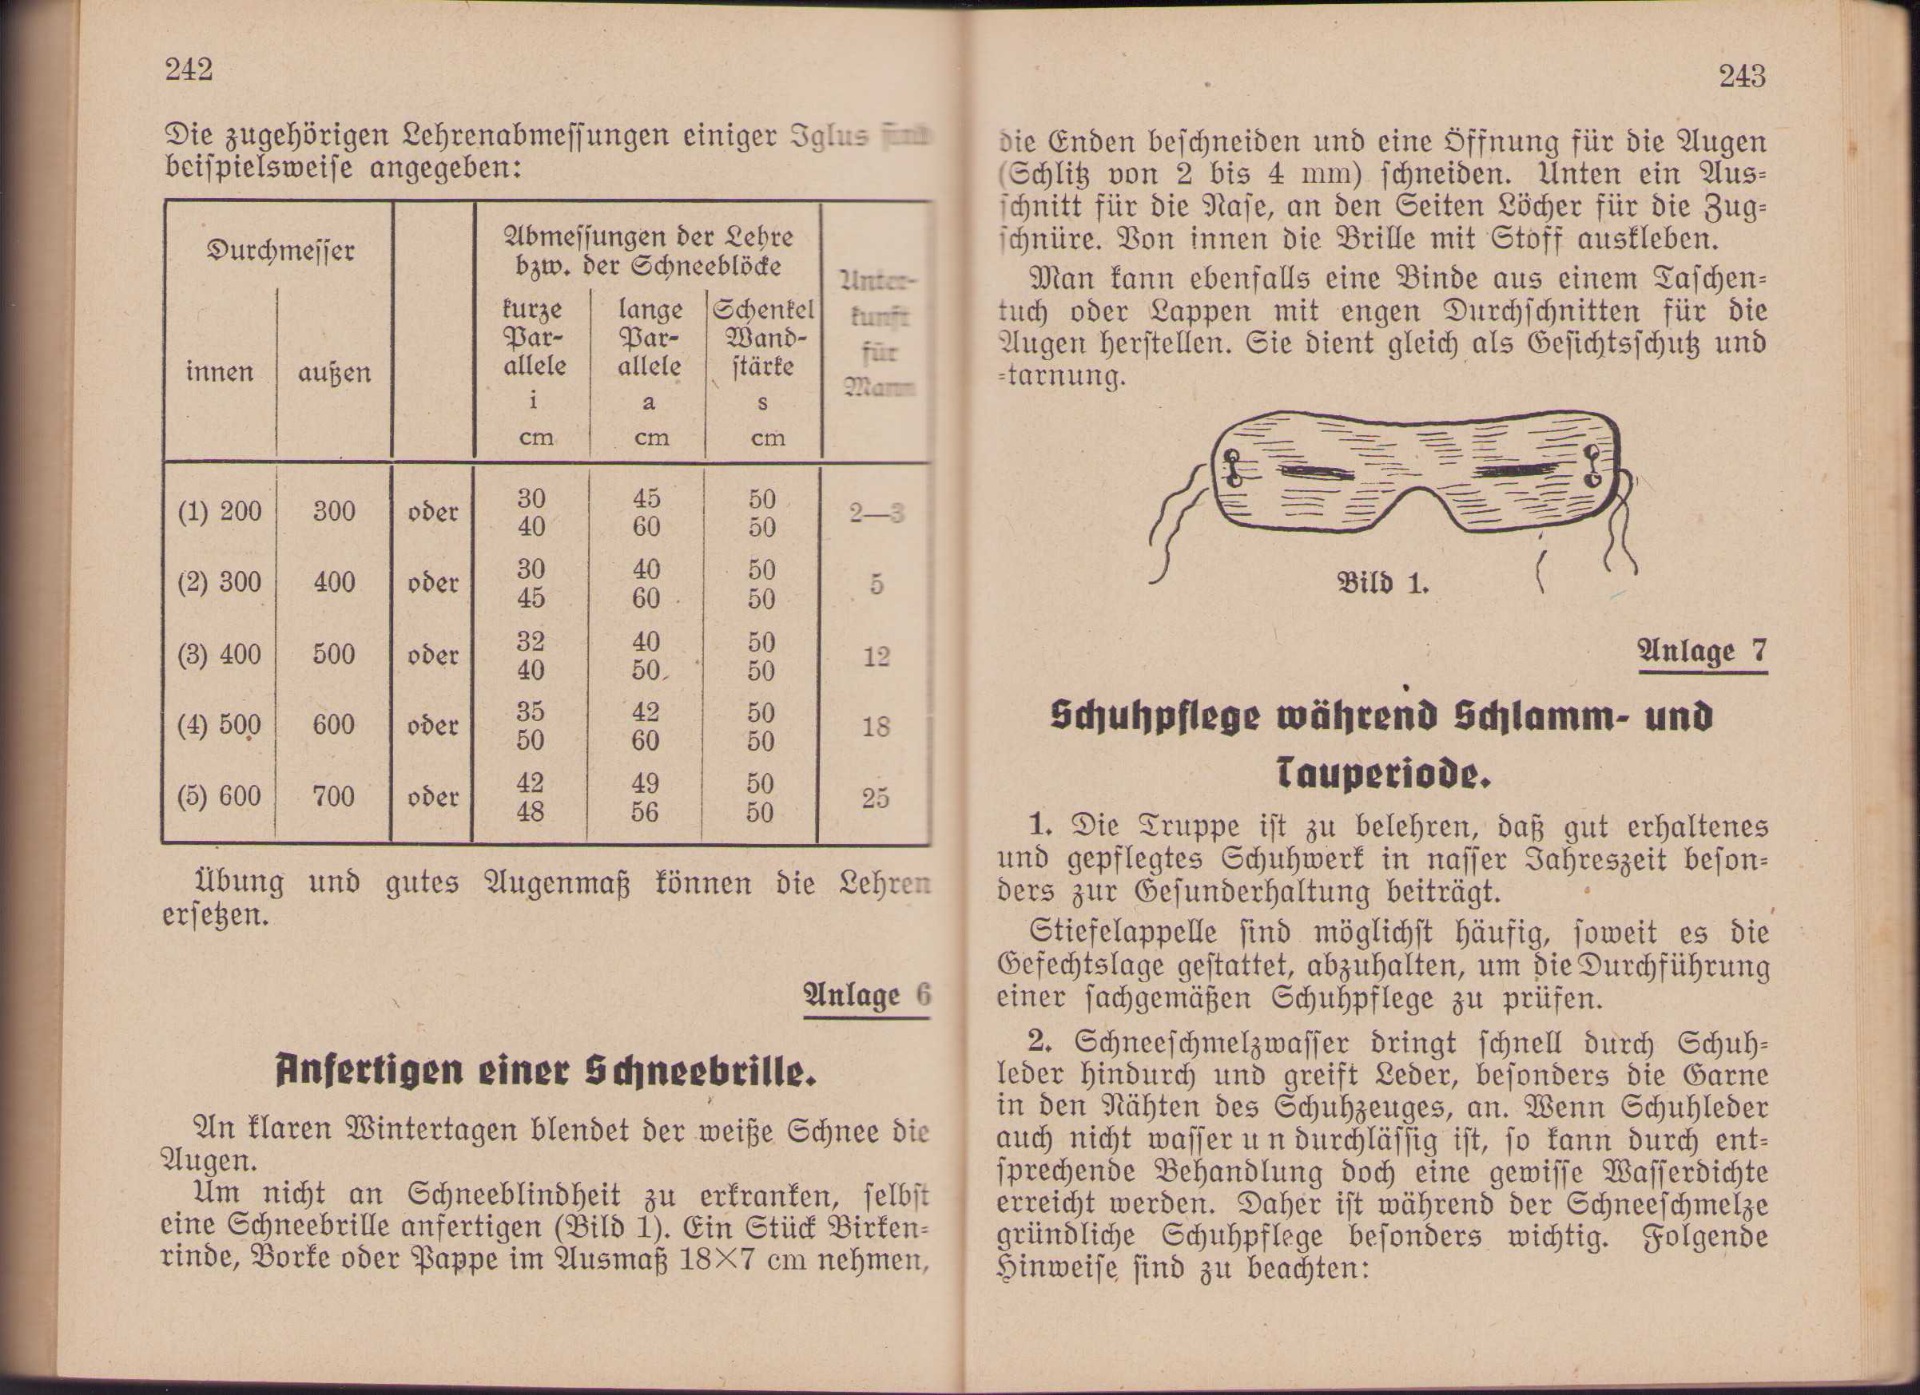 242
Die zugehörigen Lehrenabmessungen einiger Iglus sind
beispielsweise angegeben:
Durchmesser
innen
außen
Abmessungen der Lehre
bzw. der Schneeblöcke
kurze
Par-
allele
i
cm
lange
Par-
allele
a
cm
Schenkel
Wand-
stärke
s
cm
Unter-
kunft
für
Mann
(1) 200 300 oder 30 45 50 2—3
40 60 50
(2) 300 400 oder 30 40 50 5
45 60 50
(3) 400 500 oder 32 40 50 12
40 50 50
(4) 500 600 oder 35 42 50 18
50 60 50
(5) 600 700 oder 42 49 50 25
48 56 50
Übung und gutes Augenmaß können die Lehren
ersetzen.
Anlage 6
Anfertigen einer Schneebrille.
An klaren Wintertagen blendet der weiße Schnee die
Augen.
Um nicht an Schneeblindheit zu erkranken, selbst
eine Schneebrille anfertigen (Bild 1). Ein Stück Birken-
rinde, Borke oder Pappe im Ausmaß 18×7 cm nehmen,
243
die Enden beschneiden und eine Öffnung für die Augen
(Schlitz von 2 bis 4 mm) schneiden. Unten ein Aus-
schnitt für die Nase, an den Seiten Löcher für die Zug-
schnüre. Von innen die Brille mit Stoff auskleben.
Man kann ebenfalls eine Binde aus einem Taschen-
tuch oder Lappen mit engen Durchschnitten für die
Augen herstellen. Sie dient gleich als Gesichtsschutz und
-tarnung.
Bild 1.
Anlage 7
Schuhpflege während Schlamm- und
Tauperiode.
1. Die Truppe ist zu belehren, daß gut erhaltenes
und gepflegtes Schuhwerk in nasser Jahreszeit beson-
ders zur Gesunderhaltung beiträgt.
Stiefelappelle sind möglichst häufig, soweit es die
Gefechtslage gestattet, abzuhalten, um die Durchführung
einer sachgemäßen Schuhpflege zu prüfen.
2. Schneeschmelzwasser dringt schnell durch Schuh-
leder hindurch und greift Leder, besonders die Garne
in den Nähten des Schuhzeuges, an. Wenn Schuhleder
auch nicht wasser u n durchlässig ist, so kann durch ent-
sprechende Behandlung doch eine gewisse Wasserdichte
erreicht werden. Daher ist während der Schneeschmelze
gründliche Schuhpflege besonders wichtig. Folgende
Hinweise sind zu beachten: